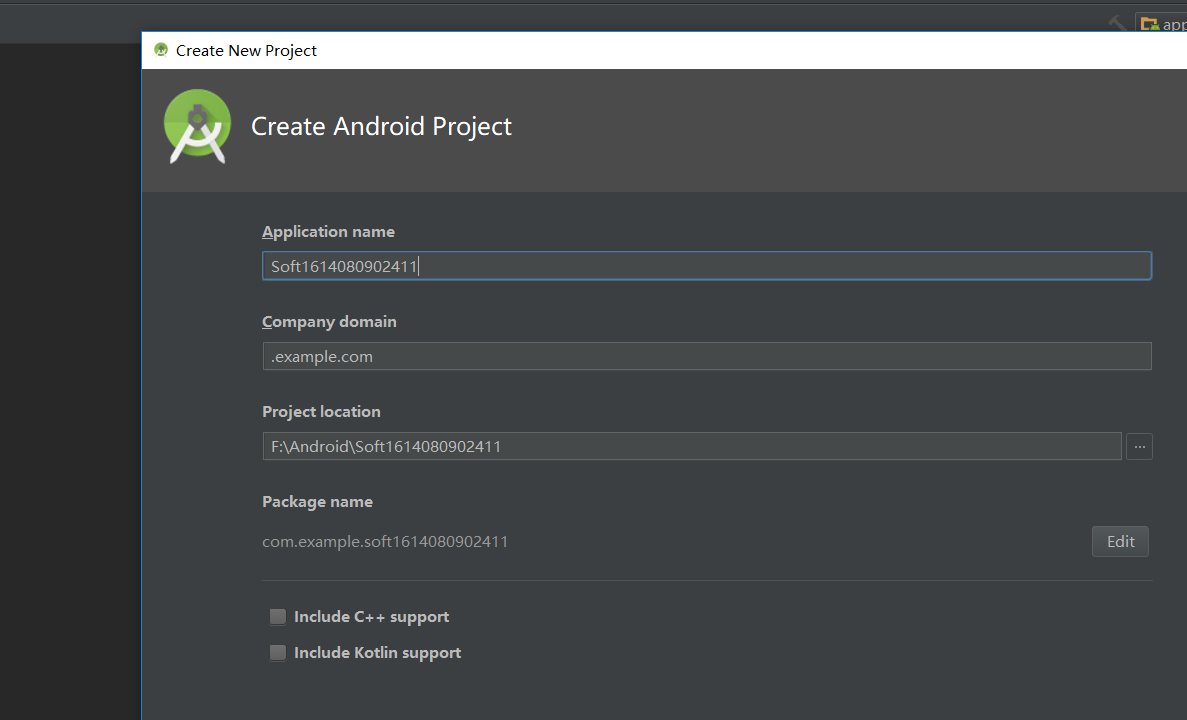 app
Create New Project
Create Android Project
Application name
Soft1614080902411
Company domain
.example.com
Project location
F:\Android\Soft1614080902411
...
Package name
com.example.soft1614080902411
Edit
Include C++ support
Include Kotlin support